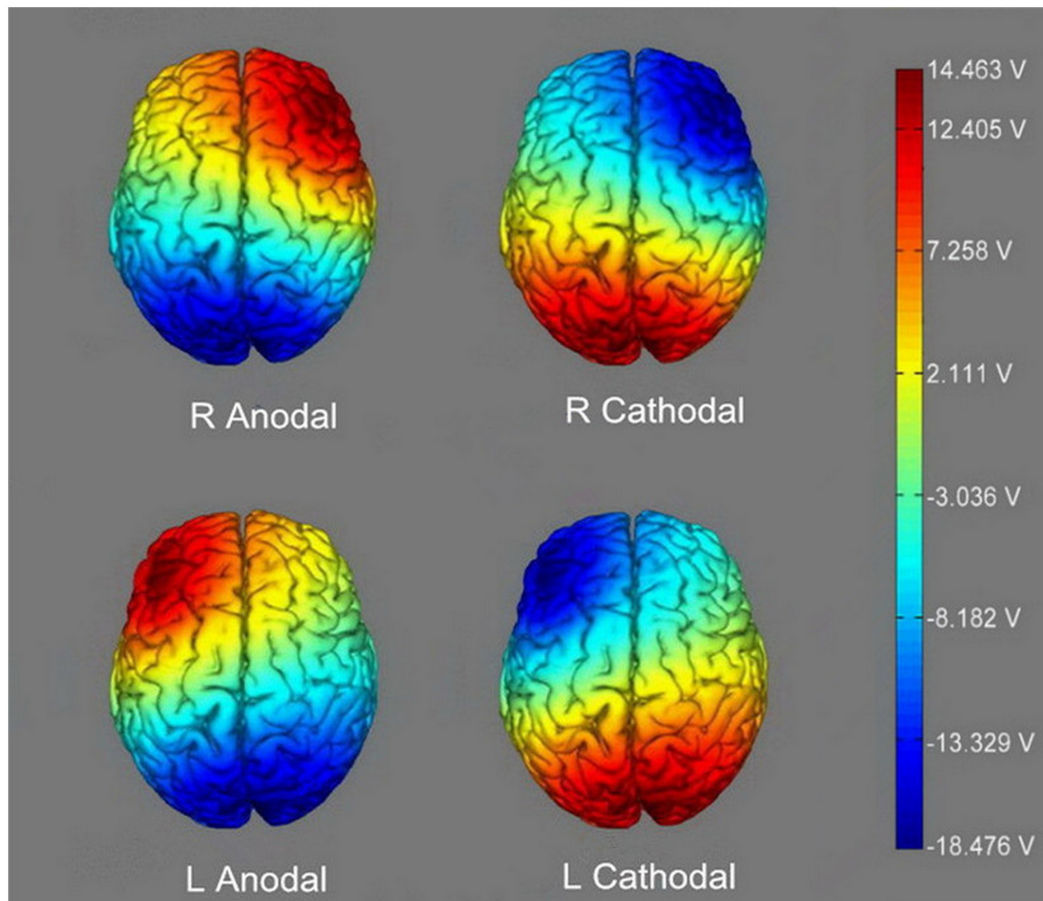 R Anodal
R Cathodal
L Anodal
L Cathodal
14.463 V
12.405 V
7.258 V
2.111 V
-3.036 V
-8.182 V
-13.329 V
-18.476 V